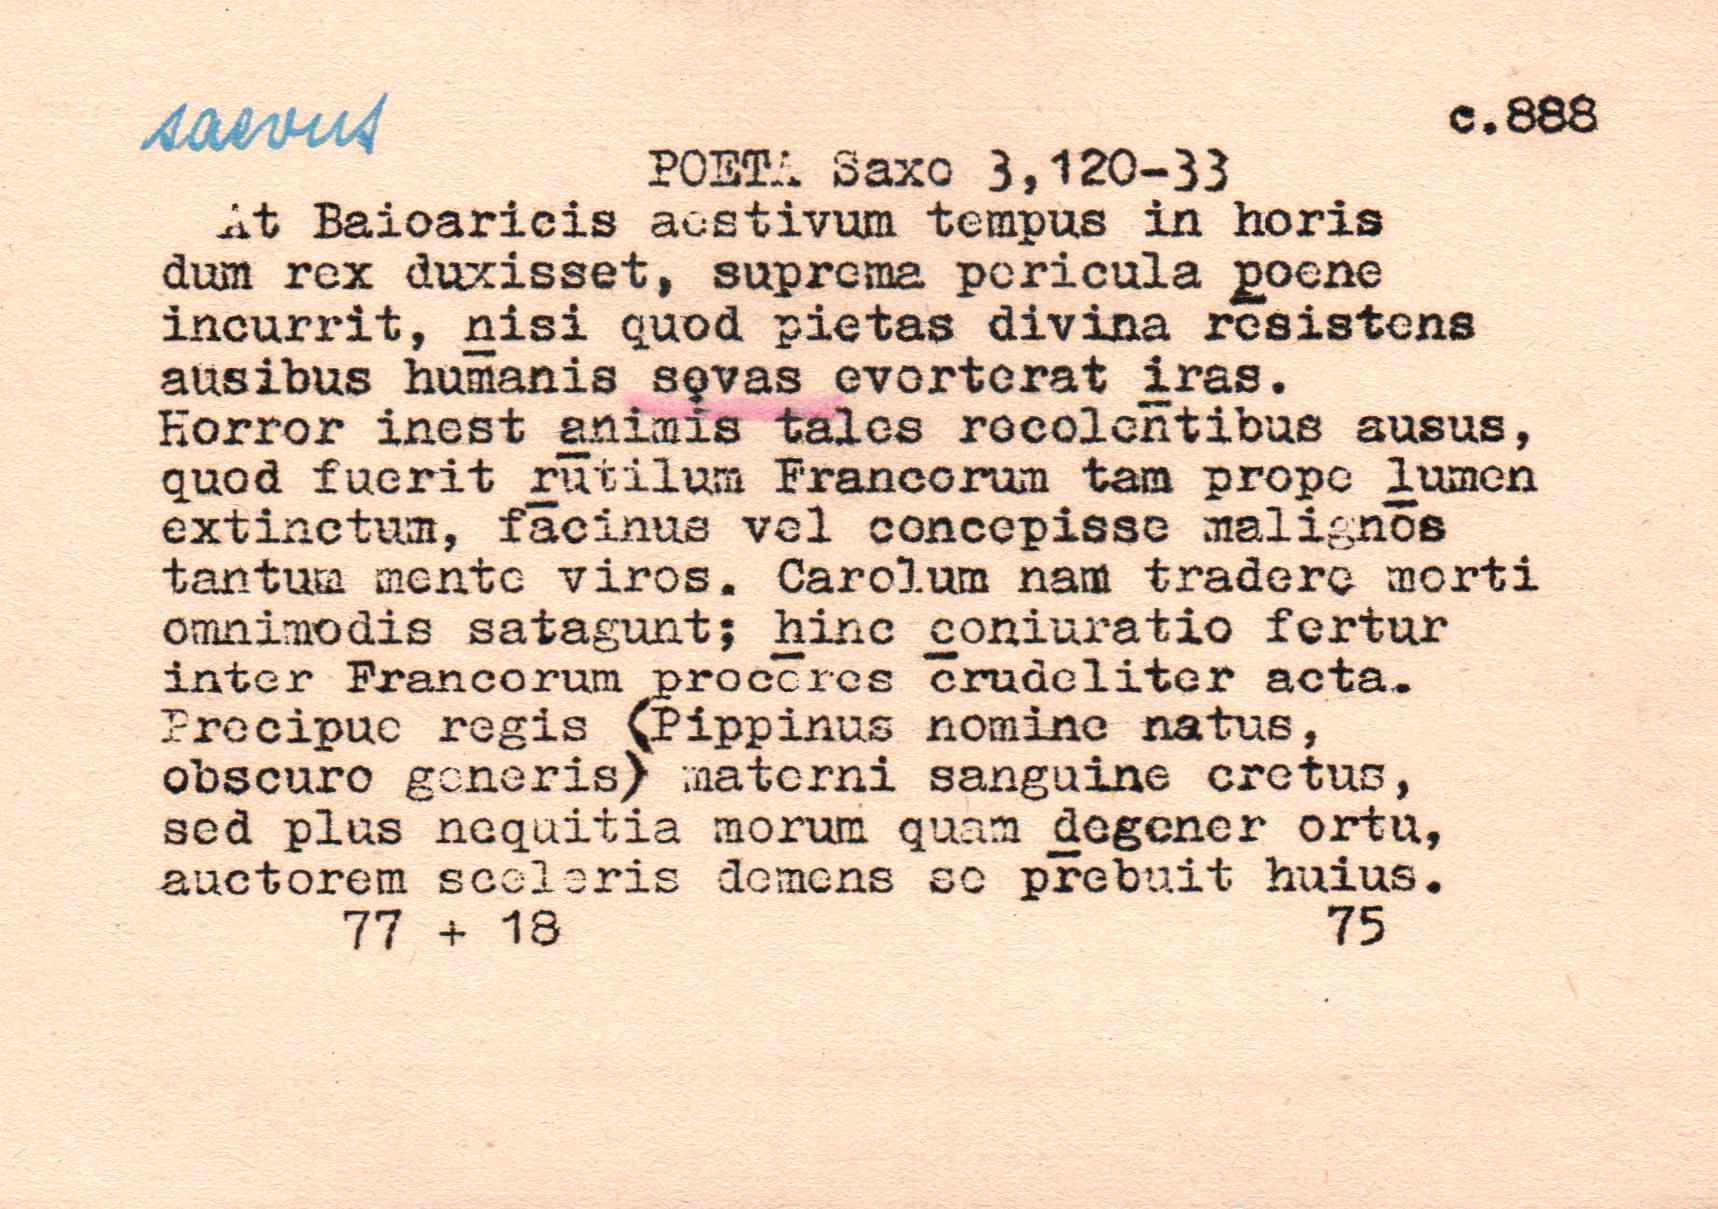 saevus
c.888
POETA Saxo 3,120-33
At Baioaricis aestivum tempus in horis
dum rex duxisset, suprema pericula poene
incurrit, nisi quod pietas divina resistens
ausibus humanis sęvas everterat iras.
Horror inest animis tales recolentibus ausus,
quod fuerit rutilum Francorum tam prope lumen
extinctum, facinus vel concepisse malignos
tantum mente viros. Carolum nam tradere morti
omnimodis satagunt; hinc coniuratio fertur
inter Francorum proceres crudeliter acta.
Precipue regis (Pippinus nomine natus,
obscuro generis) materni sanguine cretus,
sed plus nequitia morum quam degener ortu,
auctorem sceleris demens se prebuit huius.
77 + 18 75